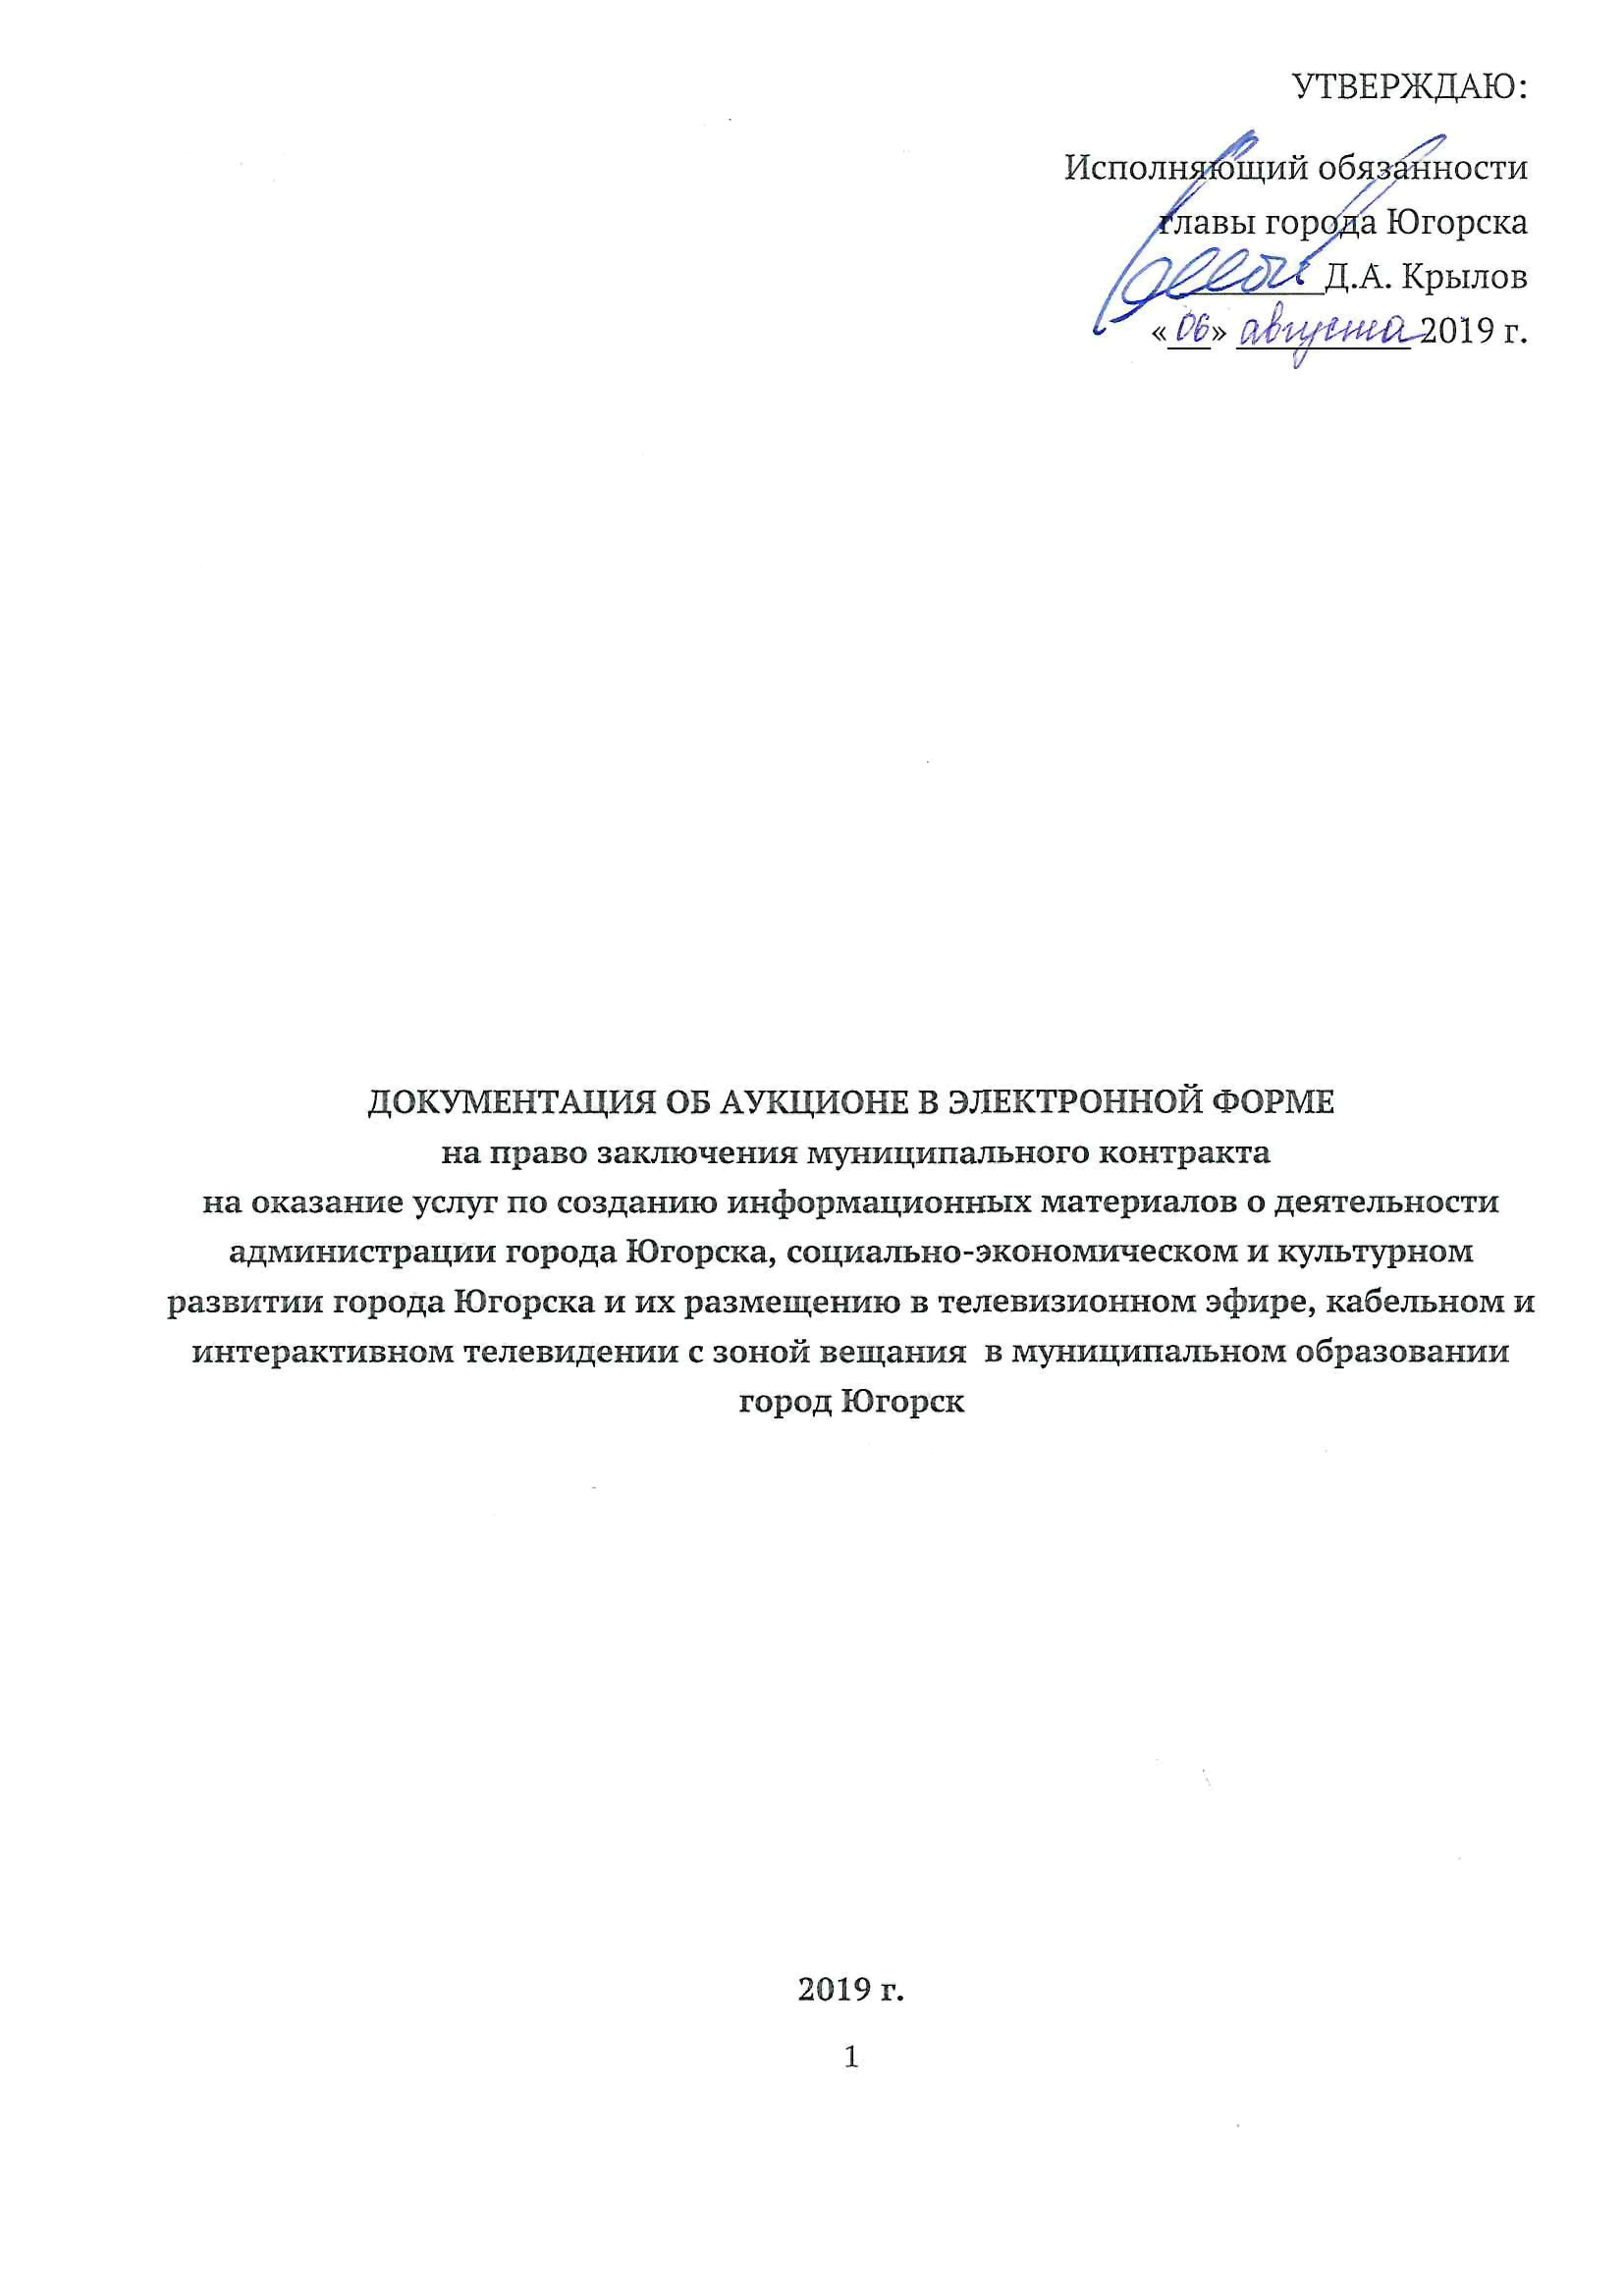 УТВЕРЖДАЮ:
Исполняющий обязанности
главы города Югорска
________Д.А. Крылов
«06» августа 2019 г.
ДОКУМЕНТАЦИЯ ОБ АУКЦИОНЕ В ЭЛЕКТРОННОЙ ФОРМЕ
на право заключения муниципального контракта
на оказание услуг по созданию информационных материалов о деятельности
администрации города Югорска, социально-экономическом и культурном
развитии города Югорска и их размещению в телевизионном эфире, кабельном и
интерактивном телевидении с зоной вещания в муниципальном образовании
город Югорск
2019 г.
1